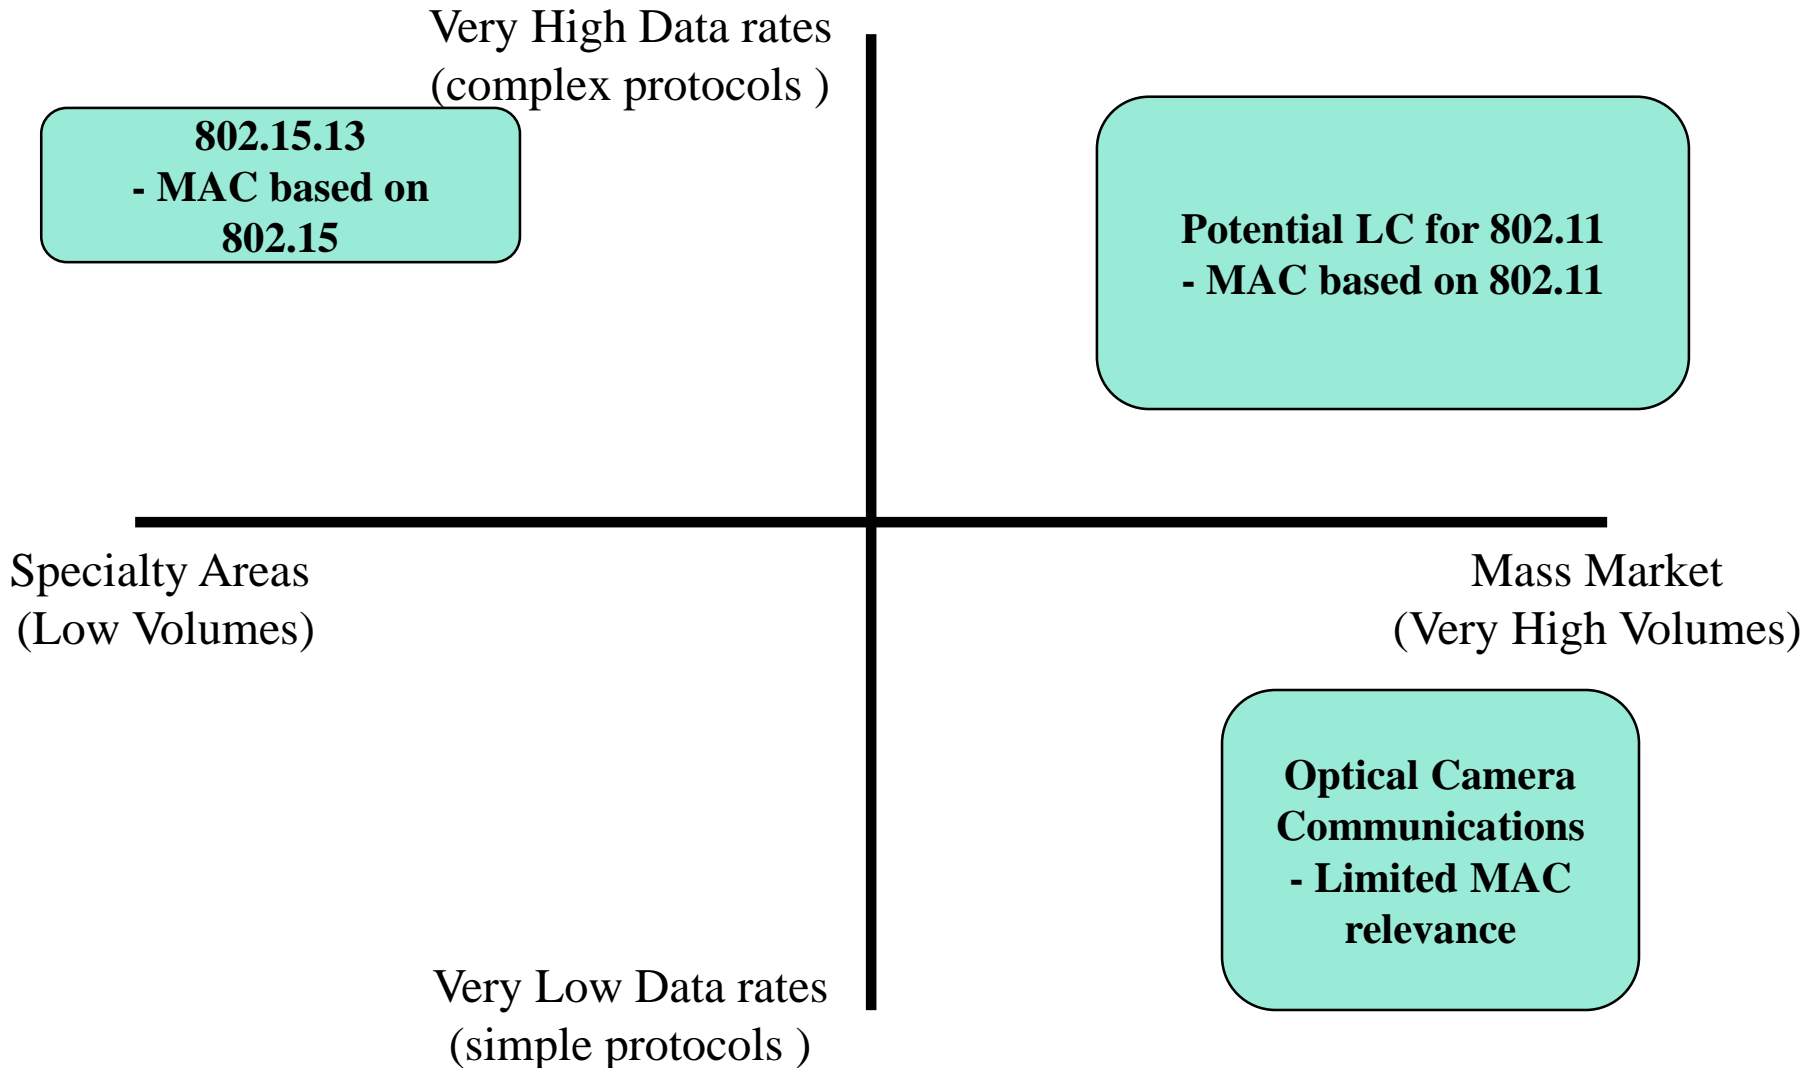 Very High Data rates
(complex protocols )
802.15.13
- MAC based on
802.15
Potential LC for 802.11
- MAC based on 802.11
Specialty Areas
(Low Volumes)
Mass Market
(Very High Volumes)
Optical Camera
Communications
- Limited MAC
relevance
Very Low Data rates
(simple protocols )